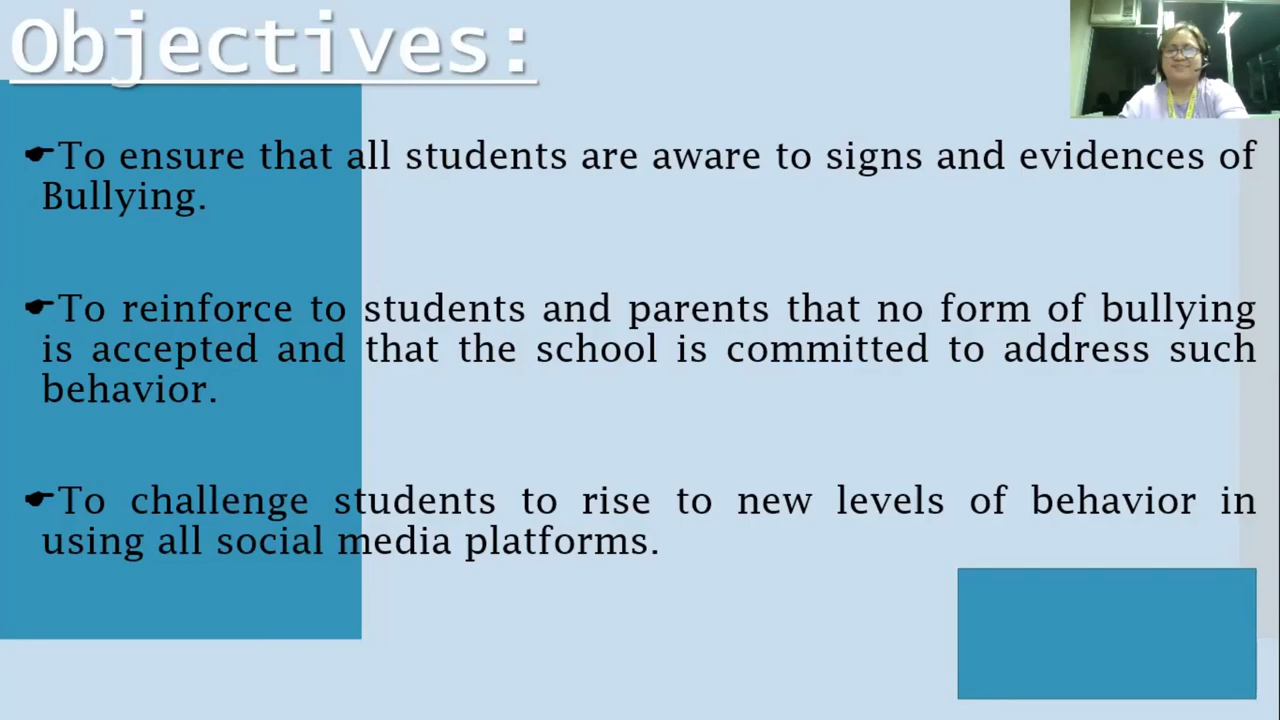 Objectives:
☛To ensure that all students are aware to signs and evidences of
Bullying.
☛To reinforce to students and parents that no form of bullying
is accepted and that the school is committed to address such
behavior.
☛To challenge students to rise to new levels of behavior in
using all social media platforms.